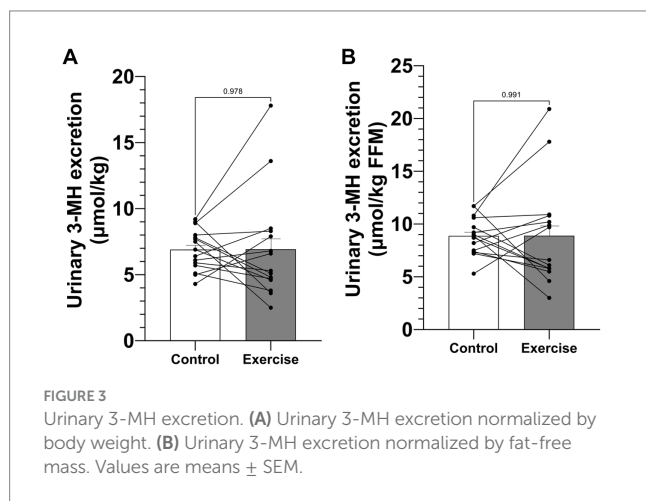 A
Urinary 3-MH excretion
(μmol/kg)
20
15
10
5
0
0.978
Control Exercise
B
Urinary 3-MH excretion
(μmol/kg FFM)
25
20
15
10
5
0
0.991
Control Exercise
FIGURE 3
Urinary 3-MH excretion. (A) Urinary 3-MH excretion normalized by
body weight. (B) Urinary 3-MH excretion normalized by fat-free
mass. Values are means ± SEM.